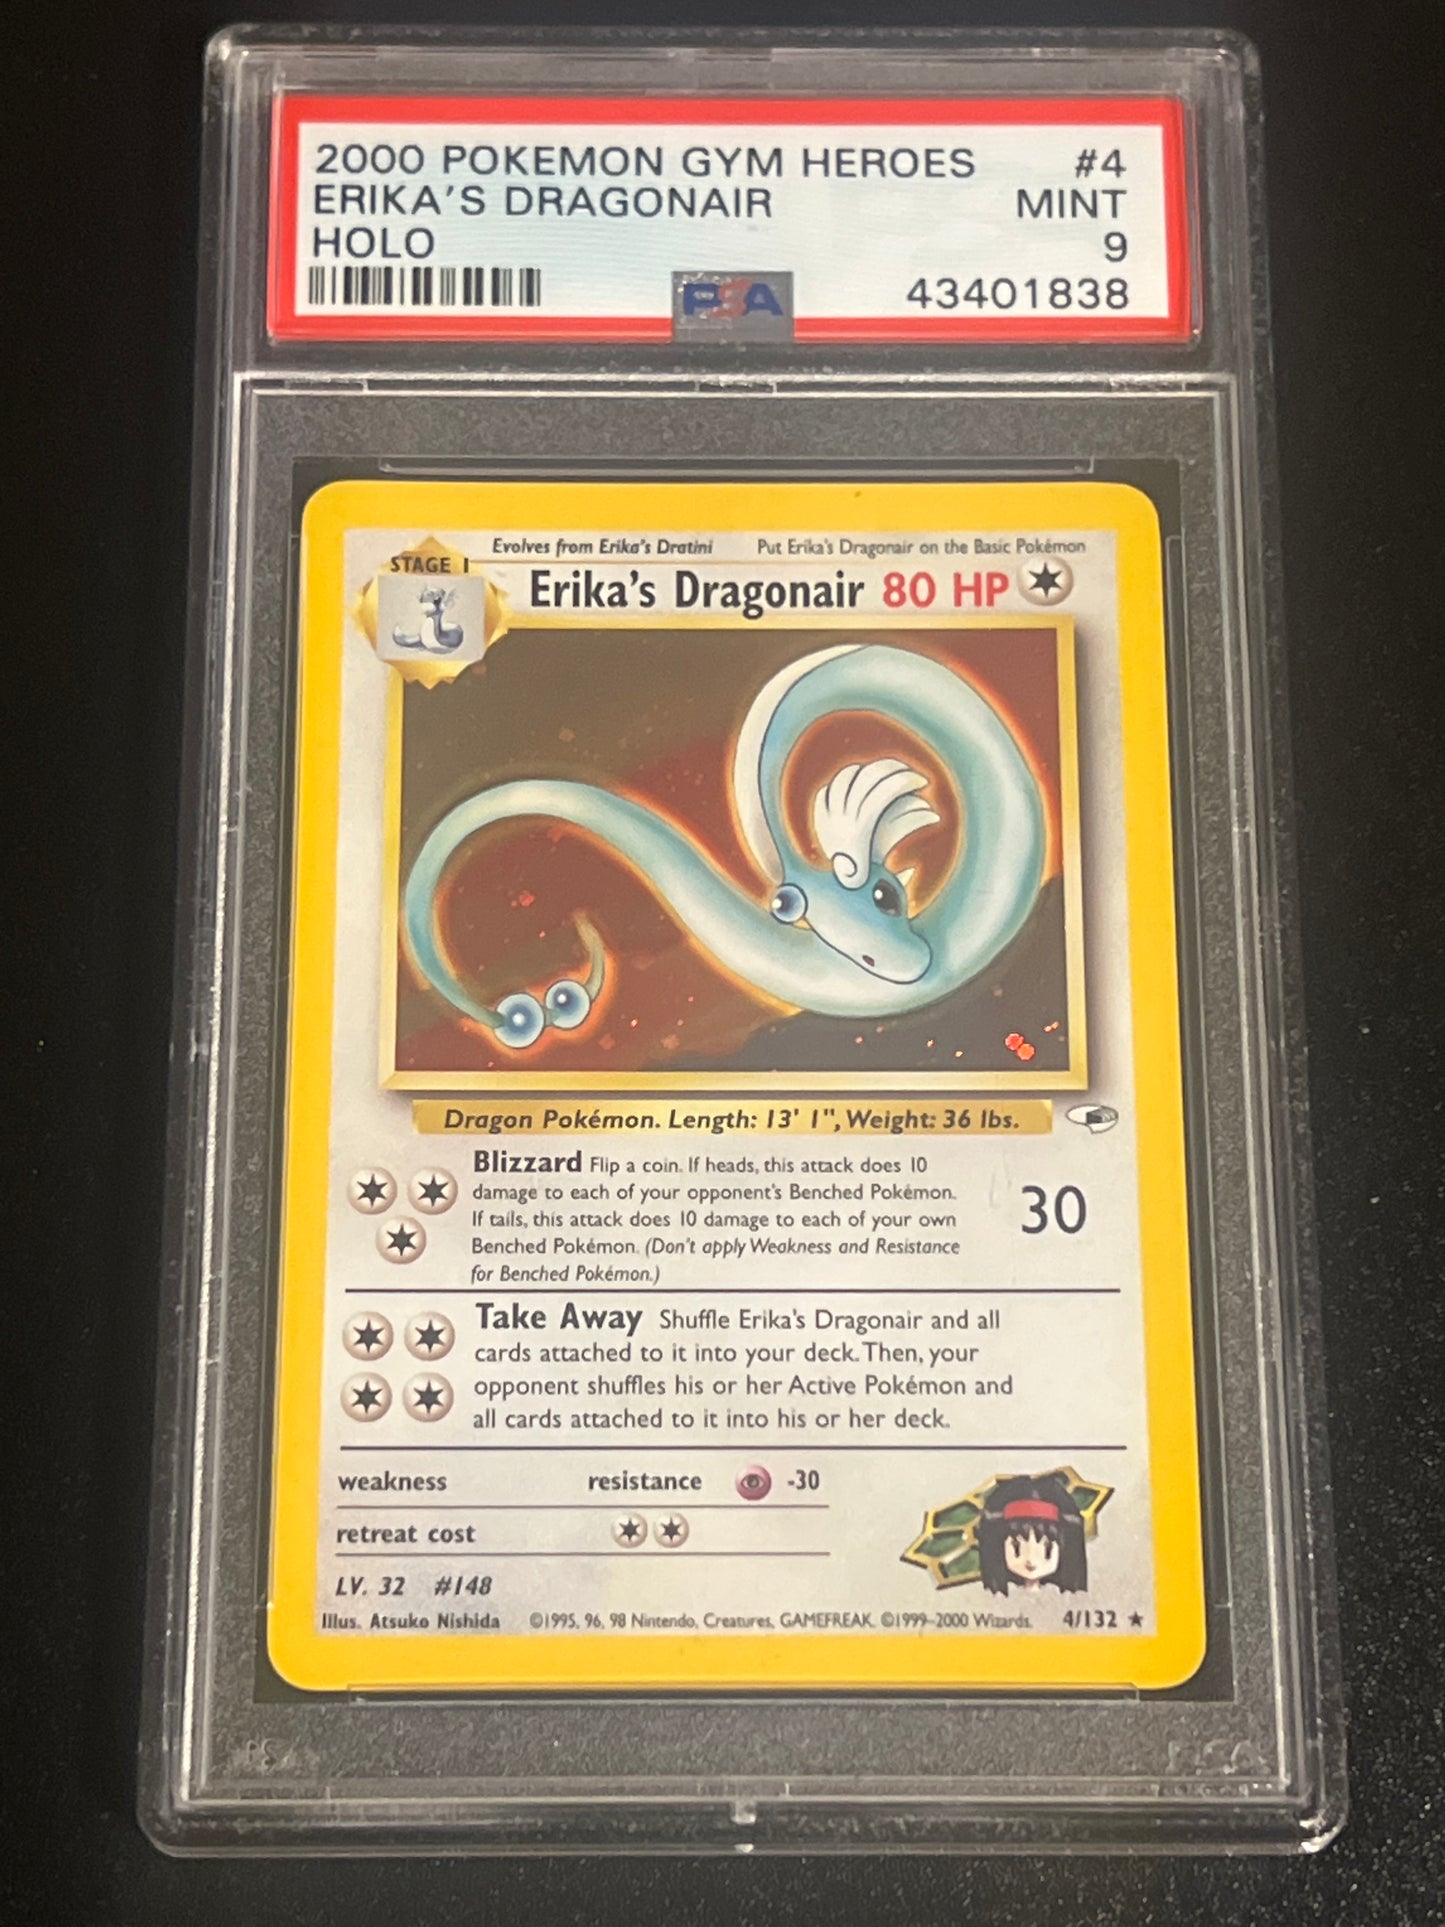 2000 POKEMON GYM HEROES #4
ERIKA'S DRAGONAIR MINT
HOLO 9
PSA 43401838
Evolves from Erika's Dratini Put Erika's Dragonair on the Basic Pokémon
STAGE 1
Erika's Dragonair 80 HP
Dragon Pokémon. Length: 13' 1", Weight: 36 lbs.
Blizzard Flip a coin. If heads, this attack does 10
damage to each of your opponent's Benched Pokémon.
If tails, this attack does 10 damage to each of your own
Benched Pokémon. (Don't apply Weakness and Resistance
for Benched Pokémon.)
30
Take Away Shuffle Erika's Dragonair and all
cards attached to it into your deck. Then, your
opponent shuffles his or her Active Pokémon and
all cards attached to it into his or her deck.
weakness resistance -30
retreat cost
LV. 32 #148
Illus. Atsuko Nishida ©1995, 96, 98 Nintendo, Creatures, GAMEFREAK. ©1999-2000 Wizards. 4/132 ★
PSA